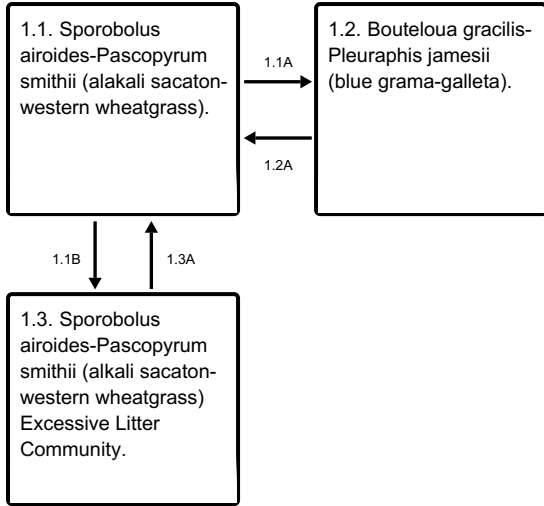 1.1. Sporobolus
airoides-Pascopyrum
smithii (alakali sacaton-
western wheatgrass).
1.1A
1.2. Bouteloua gracilis-
Pleuraphis jamesii
(blue grama-galleta).
1.2A
1.1B
1.3A
1.3. Sporobolus
airoides-Pascopyrum
smithii (alkali sacaton-
western wheatgrass)
Excessive Litter
Community.